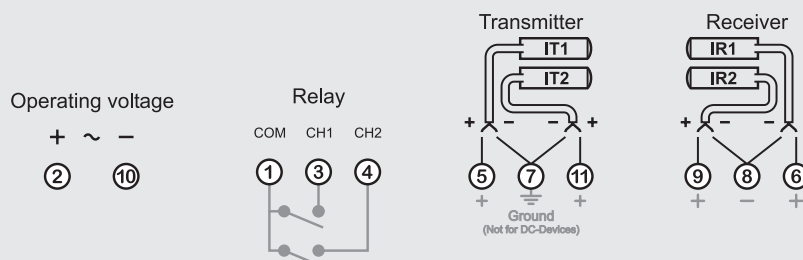 Operating voltage
+ ~ −
2 10
Relay
COM CH1 CH2
1 3 4
Transmitter
IT1
IT2
+ − − +
5 7 11
+ +
Ground
(Not for DC-Devices)
Receiver
IR1
IR2
+ − − +
9 8 6
+ − +